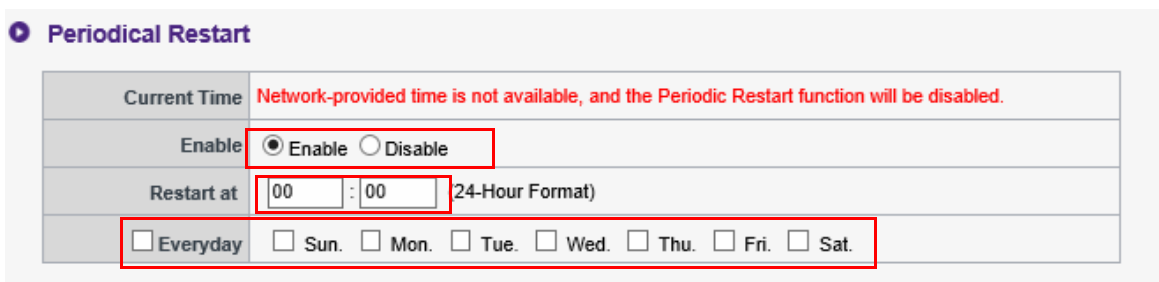 Periodical Restart
Current Time Network-provided time is not available, and the Periodic Restart function will be disabled.
Enable Enable Disable
Restart at 00 : 00 (24-Hour Format)
Everyday Sun. Mon. Tue. Wed. Thu. Fri. Sat.